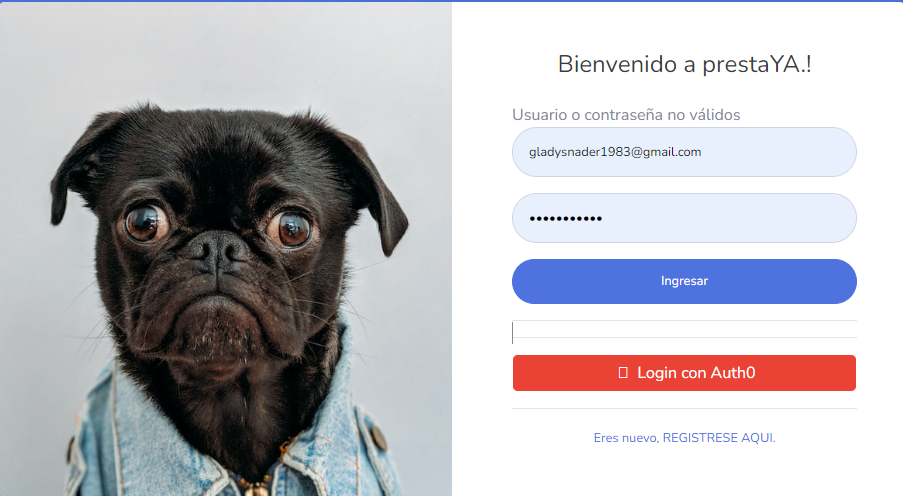 Bienvenido a prestaYA.!
Usuario o contraseña no válidos
gladysnader1983@gmail.com
•••••••••••
Ingresar
Login con Auth0
Eres nuevo, REGISTRESE AQUI.